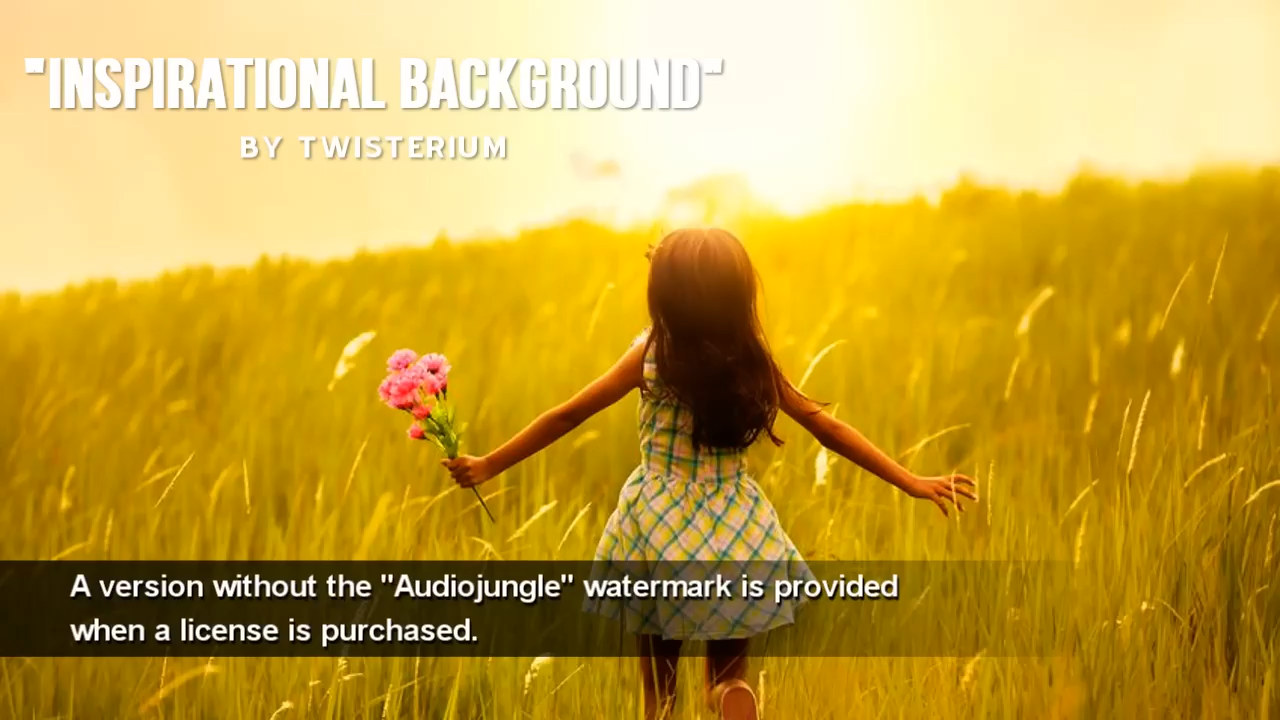 "INSPIRATIONAL BACKGROUND"
BY TWISTERIUM
A version without the "Audiojungle" watermark is provided
when a license is purchased.